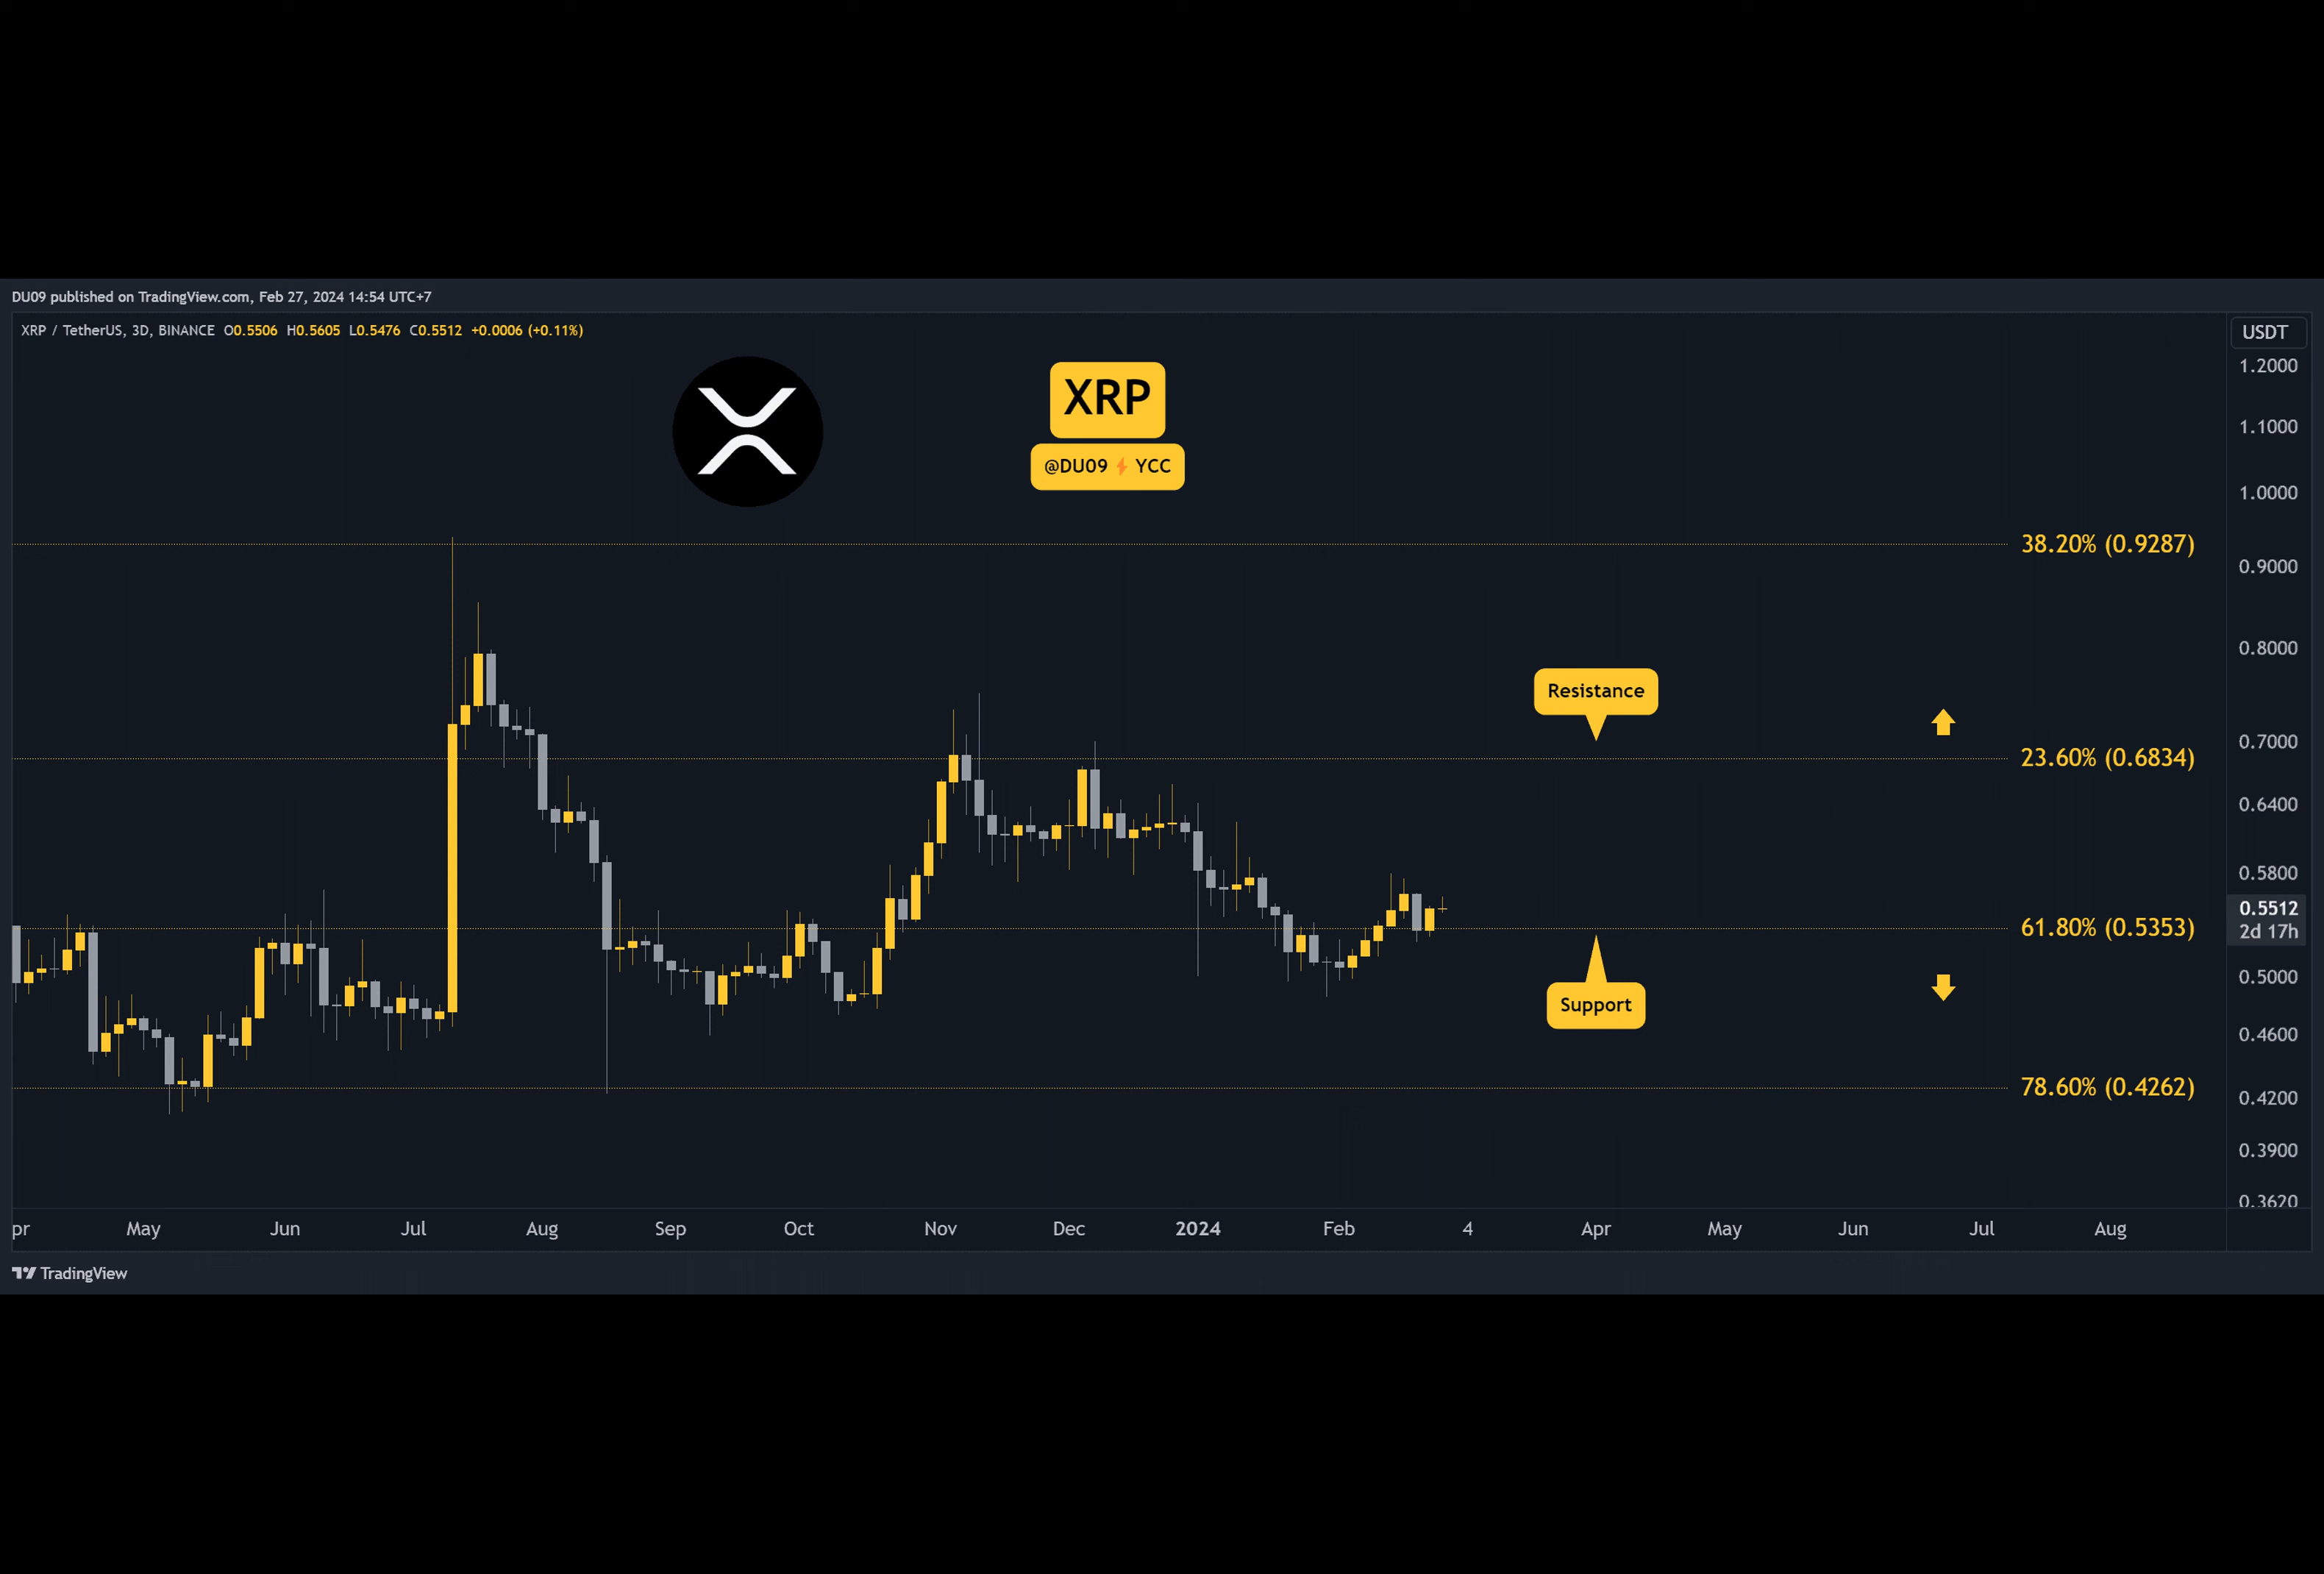 DU09 published on TradingView.com, Feb 27, 2024 14:54 UTC+7
XRP / TetherUS, 3D, BINANCE O0.5506 H0.5605 L0.5476 C0.5512 +0.0006 (+0.11%)
USDT
XRP
@DU09⚡YCC
1.2000
1.1000
1.0000
38.20% (0.9287)
0.9000
0.8000
Resistance
0.7000
23.60% (0.6834)
0.6400
0.5800
0.5512
61.80% (0.5353)
2d 17h
0.5000
Support
0.4600
78.60% (0.4262)
0.4200
0.3900
0.3620
pr May Jun Jul Aug Sep Oct Nov Dec 2024 Feb 4 Apr May Jun Jul Aug
TradingView